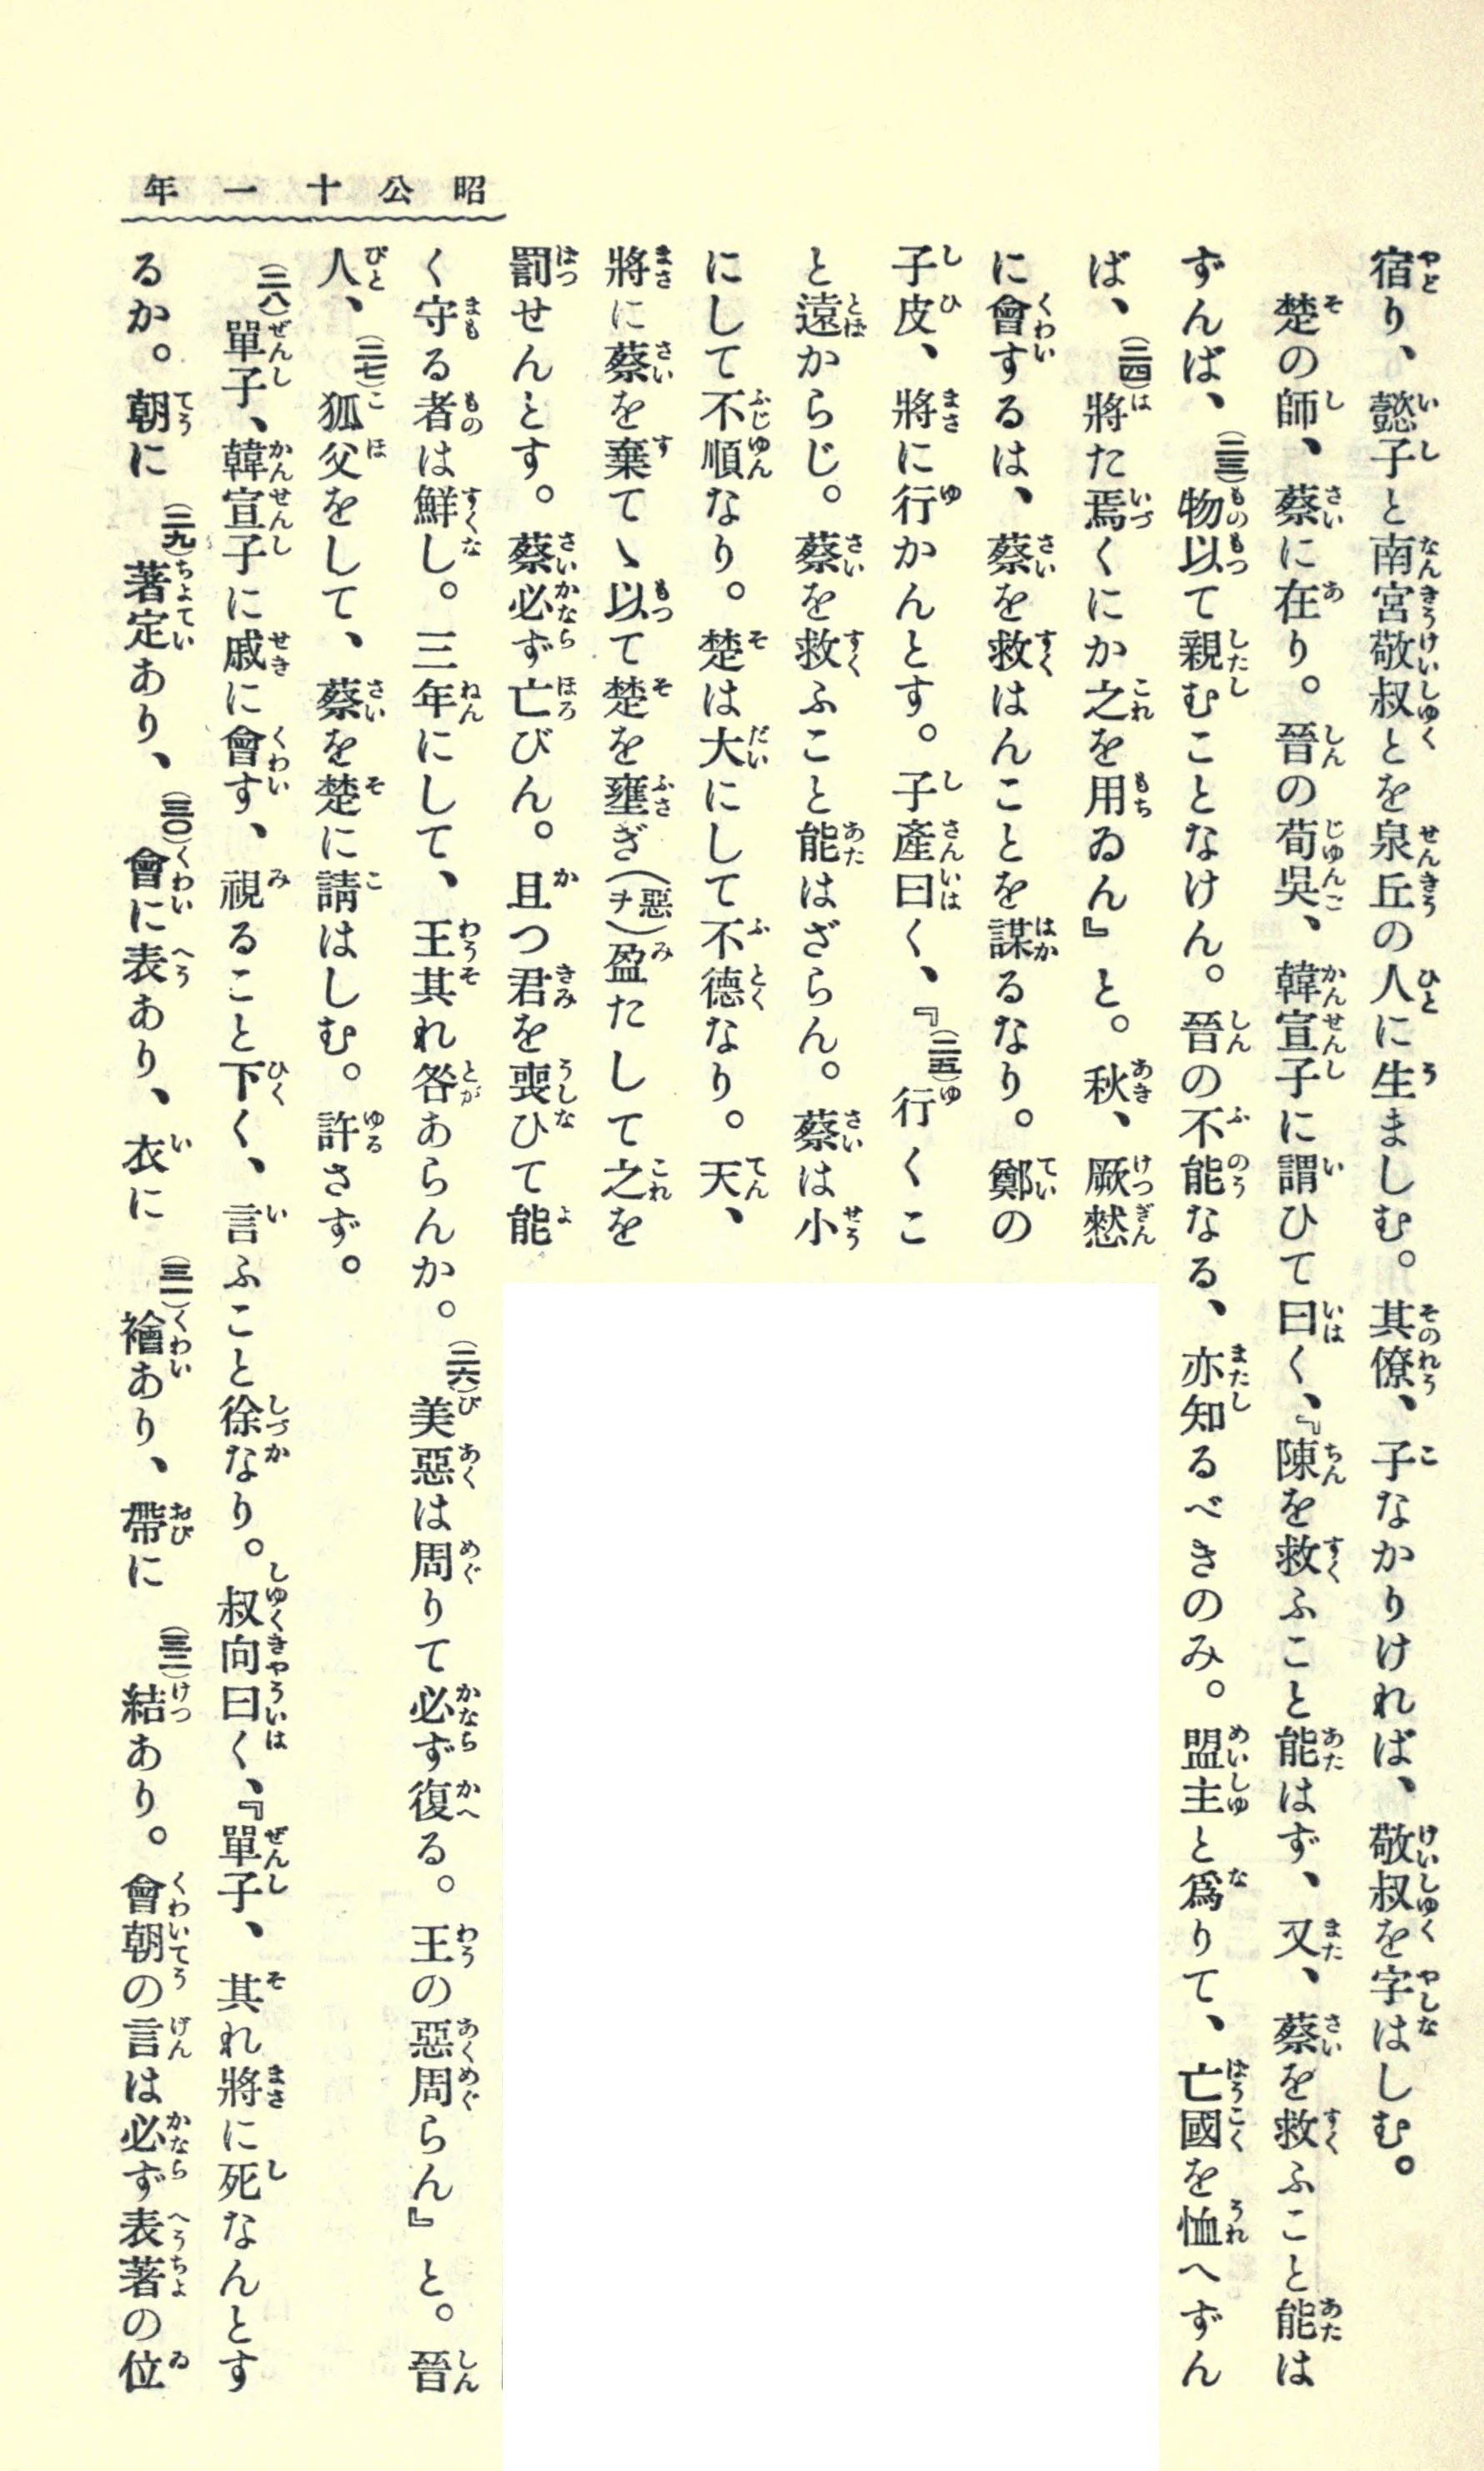 昭公十一年
宿り、懿子と南宮敬叔とを泉丘の人に生ましむ。其僚、子なかりければ、敬叔を字はしむ。
楚の師、蔡に在り。晉の荀吳、韓宣子に謂ひて曰く、『陳を救ふこと能はず、又、蔡を救ふこと能は
ずんば、(二三)物以て親むことなけん。晉の不能なる、亦知るべきのみ。盟主と爲りて、亡國を恤へずん
ば、(二四)將た焉くにか之を用ゐん』と。秋、厥憖
に會するは、蔡を救はんことを謀るなり。鄭の
子皮、將に行かんとす。子產曰く、『(二五)行くこ
と遠からじ。蔡を救ふこと能はざらん。蔡は小
にして不順なり。楚は大にして不德なり。天、
將に蔡を棄てヽ以て楚を壅ぎ(惡ヲ)盈たして之を
罰せんとす。蔡必ず亡びん。且つ君を喪ひて能
く守る者は鮮し。三年にして、王其れ咎あらんか。(二六)美惡は周りて必ず復る。王の惡周らん』と。晉
人、(二七)狐父をして、蔡を楚に請はしむ。許さず。
(二八)單子、韓宣子に戚に會す、視ること下く、言ふこと徐なり。叔向曰く、『單子、其れ將に死なんとす
るか。朝に(二九)著定あり、(三〇)會に表あり、衣に(三一)襘あり、帶に(三二)結あり。會朝の言は必ず表著の位